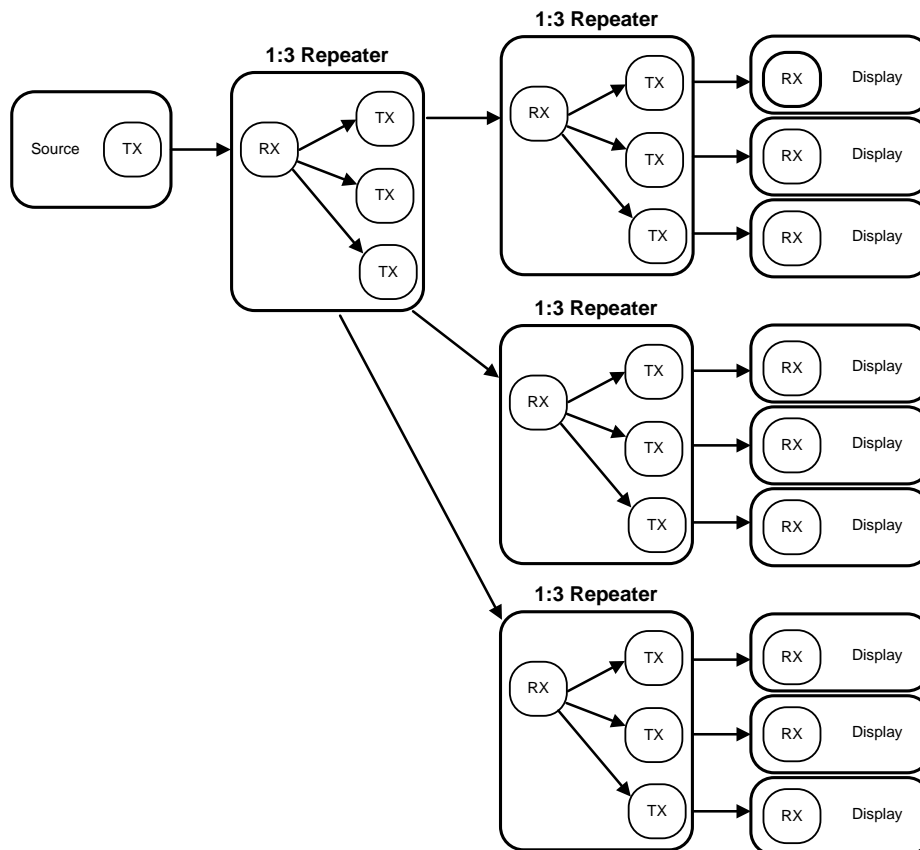 1:3 Repeater
1:3 Repeater
Source
TX
RX
TX
TX
TX
RX
TX
TX
TX
RX
Display
RX
Display
RX
Display
1:3 Repeater
RX
TX
TX
TX
RX
Display
RX
Display
RX
Display
1:3 Repeater
RX
TX
TX
TX
RX
Display
RX
Display
RX
Display